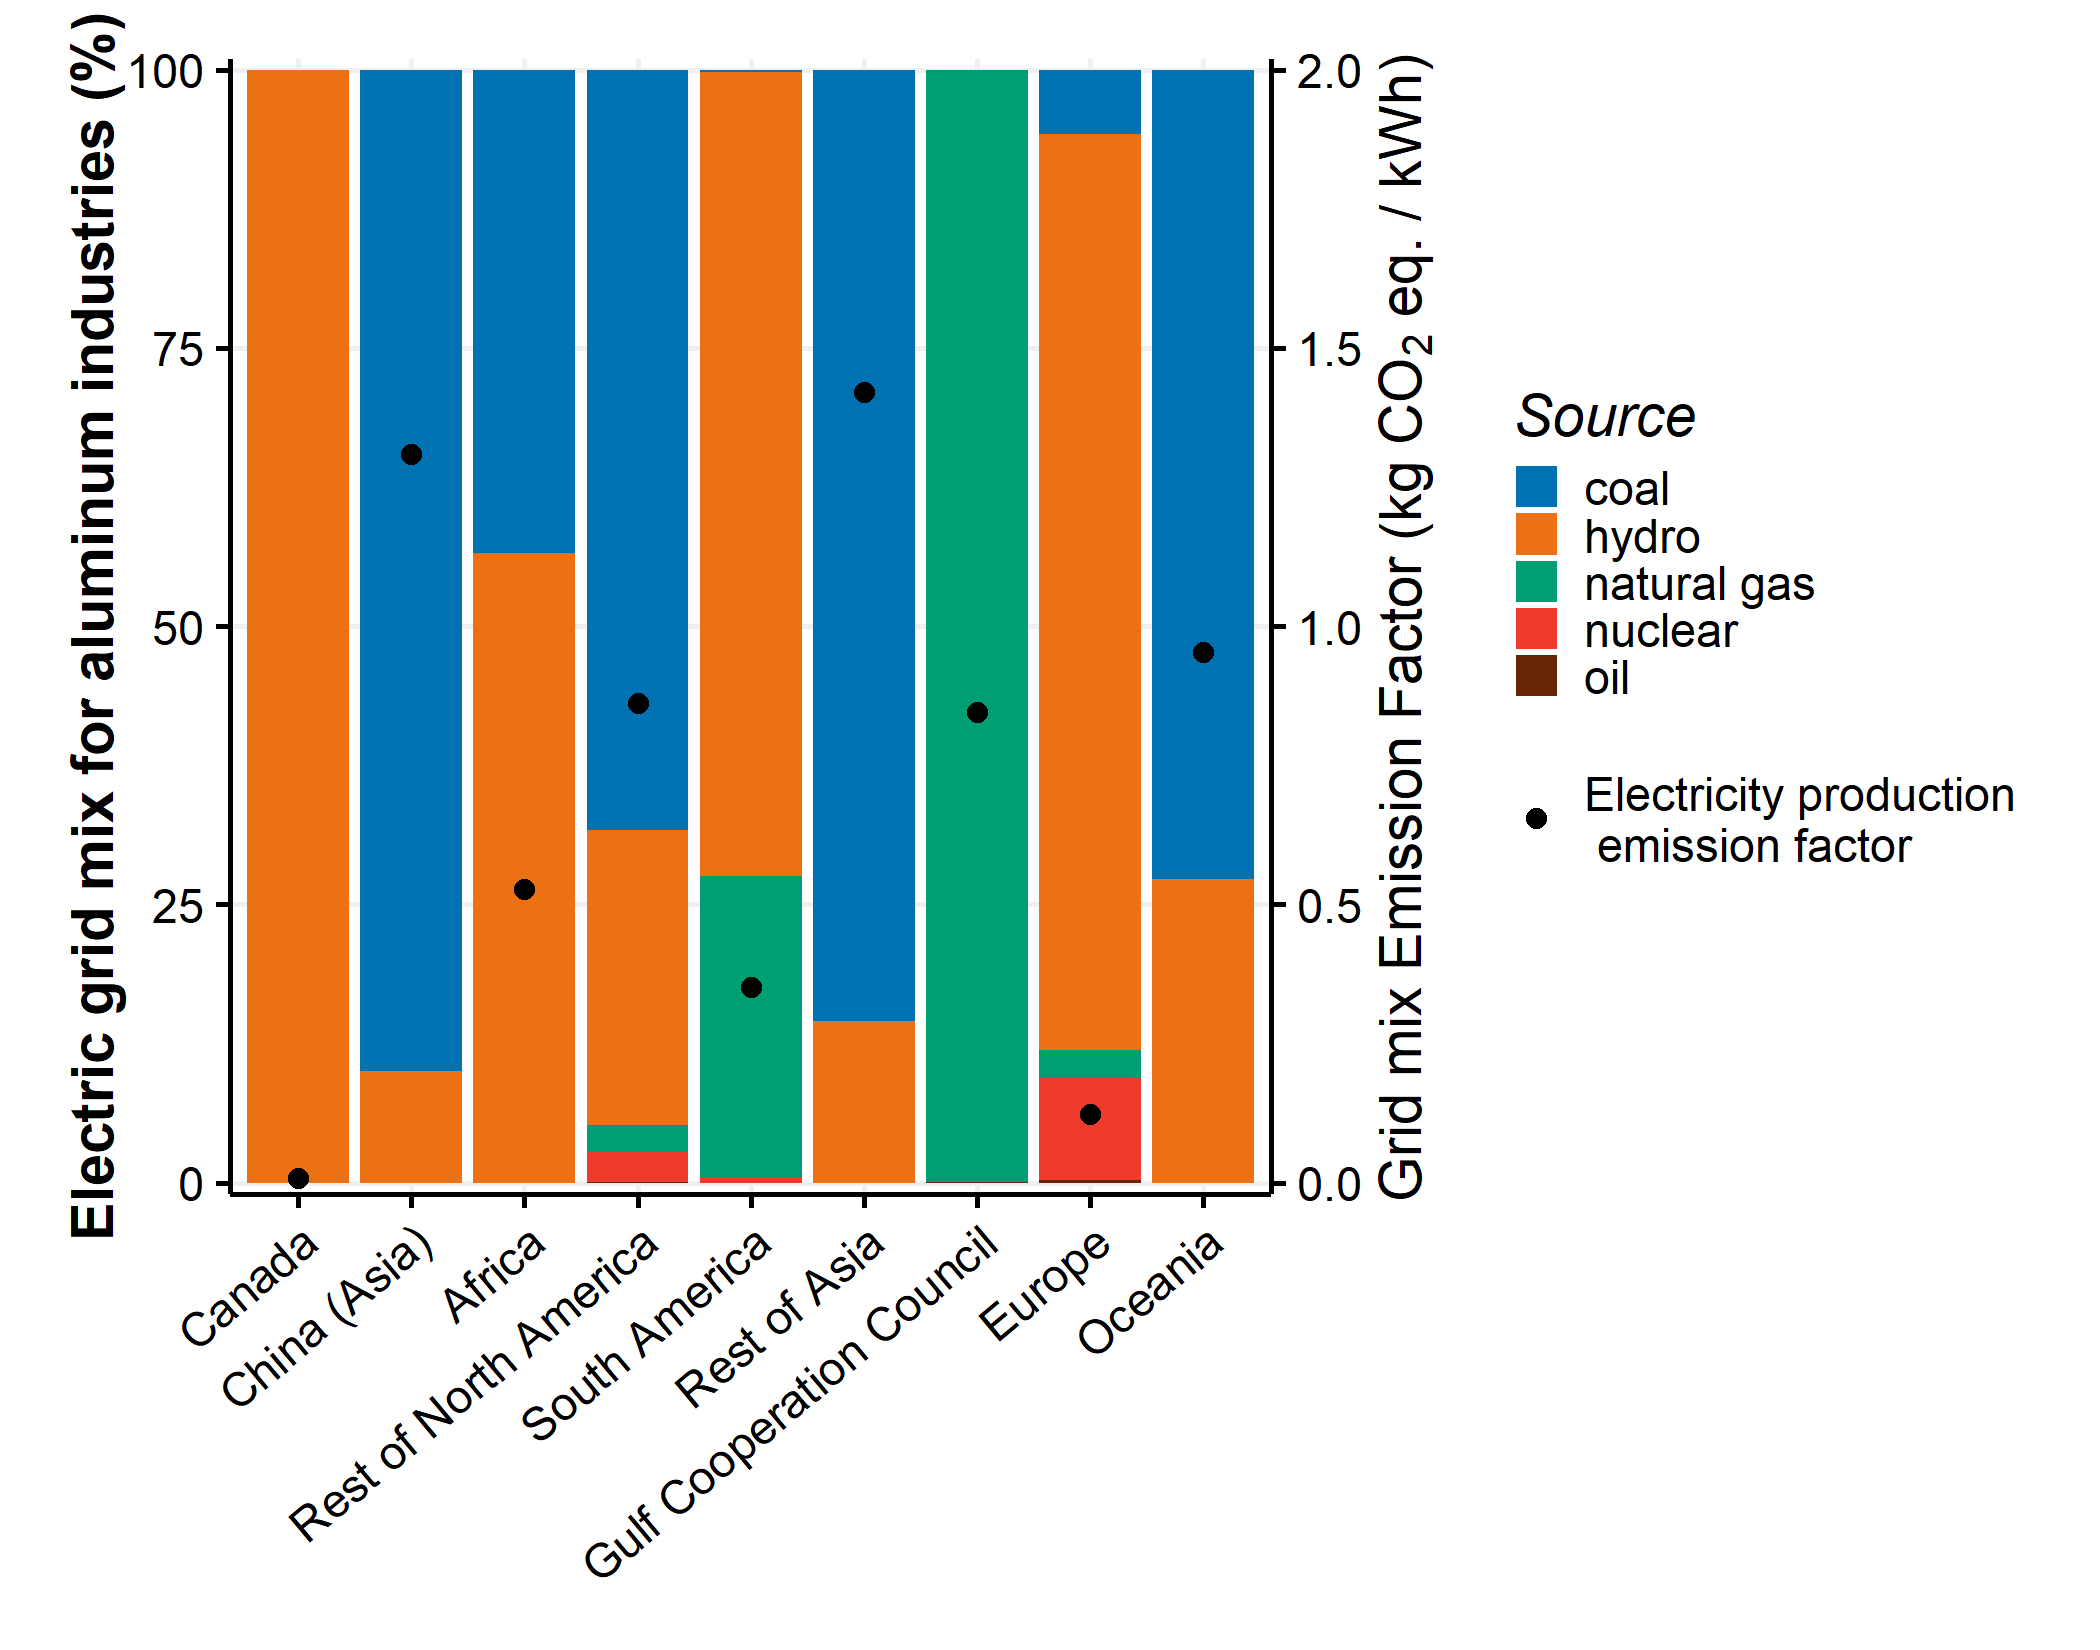 Electric grid mix for aluminum industries (%)
100
75
50
25
0
2.0
1.5
1.0
0.5
0.0
Grid mix Emission Factor (kg CO₂ eq. / kWh)
Canada
China (Asia)
Africa
Rest of North America
South America
Rest of Asia
Gulf Cooperation Council
Europe
Oceania
Source
coal
hydro
natural gas
nuclear
oil
Electricity production
emission factor